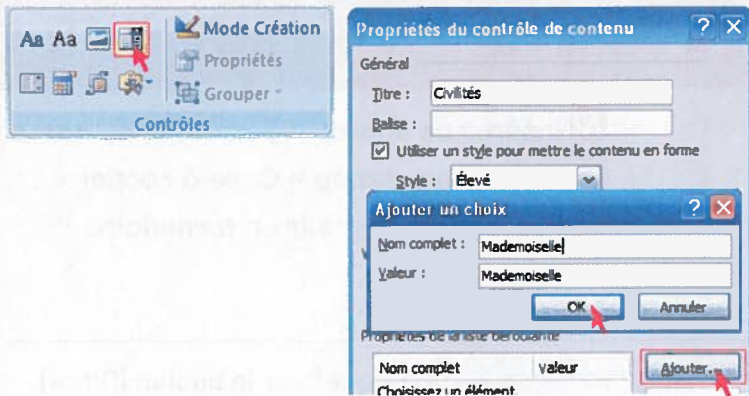 Aa Aa
Mode Création
Propriétés
Grouper
Contrôles
Propriétés du contrôle de contenu
Général
Titre : Civilités
Balise :
Utiliser un style pour mettre le contenu en forme
Style : Élevé
Ajouter un choix
Nom complet : Mademoiselle
Valeur : Mademoiselle
OK Annuler
Propriétés de la liste déroulante
Nom complet Valeur Ajouter...
Choisissez un élément.